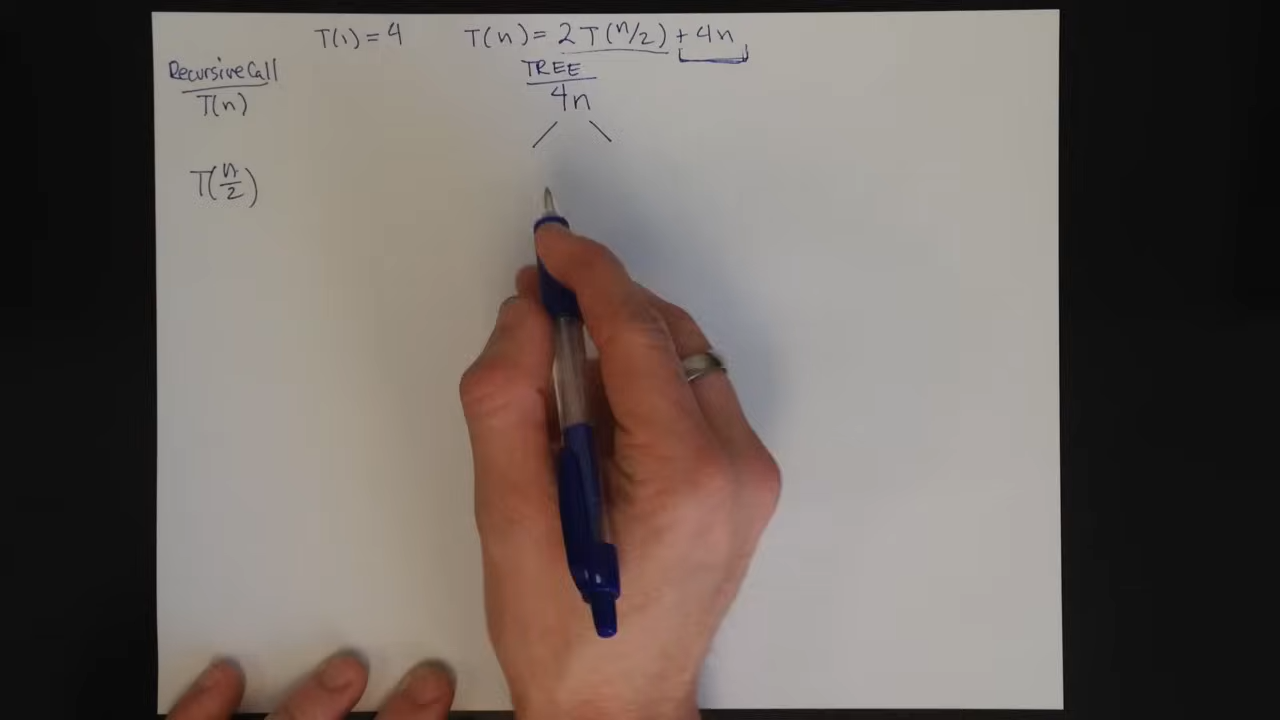 T(1) = 4 T(n) = 2T(n/2) + 4n
Recursive Call
TREE
T(n)
4n
T(n/2)